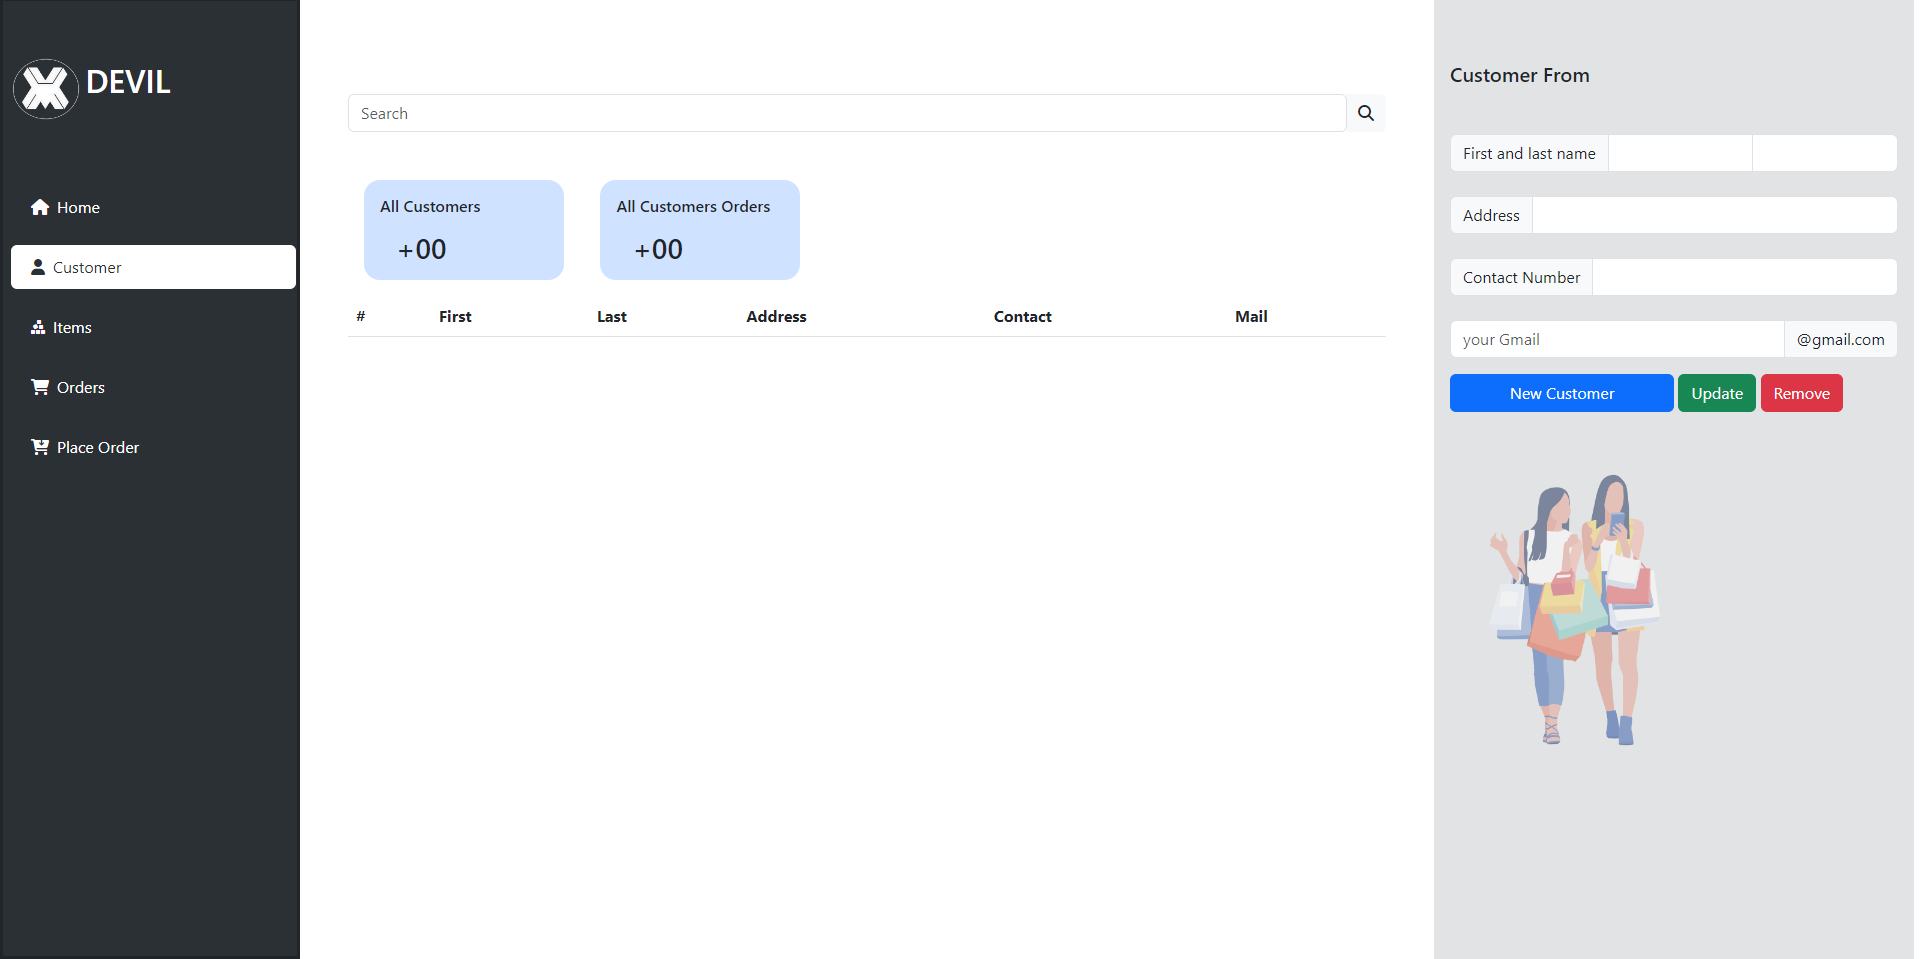 DEVIL
Home
Customer
Items
Orders
Place Order
Search
All Customers
+00
All Customers Orders
+00
# First Last Address Contact Mail
Customer From
First and last name
Address
Contact Number
your Gmail @gmail.com
New Customer Update Remove